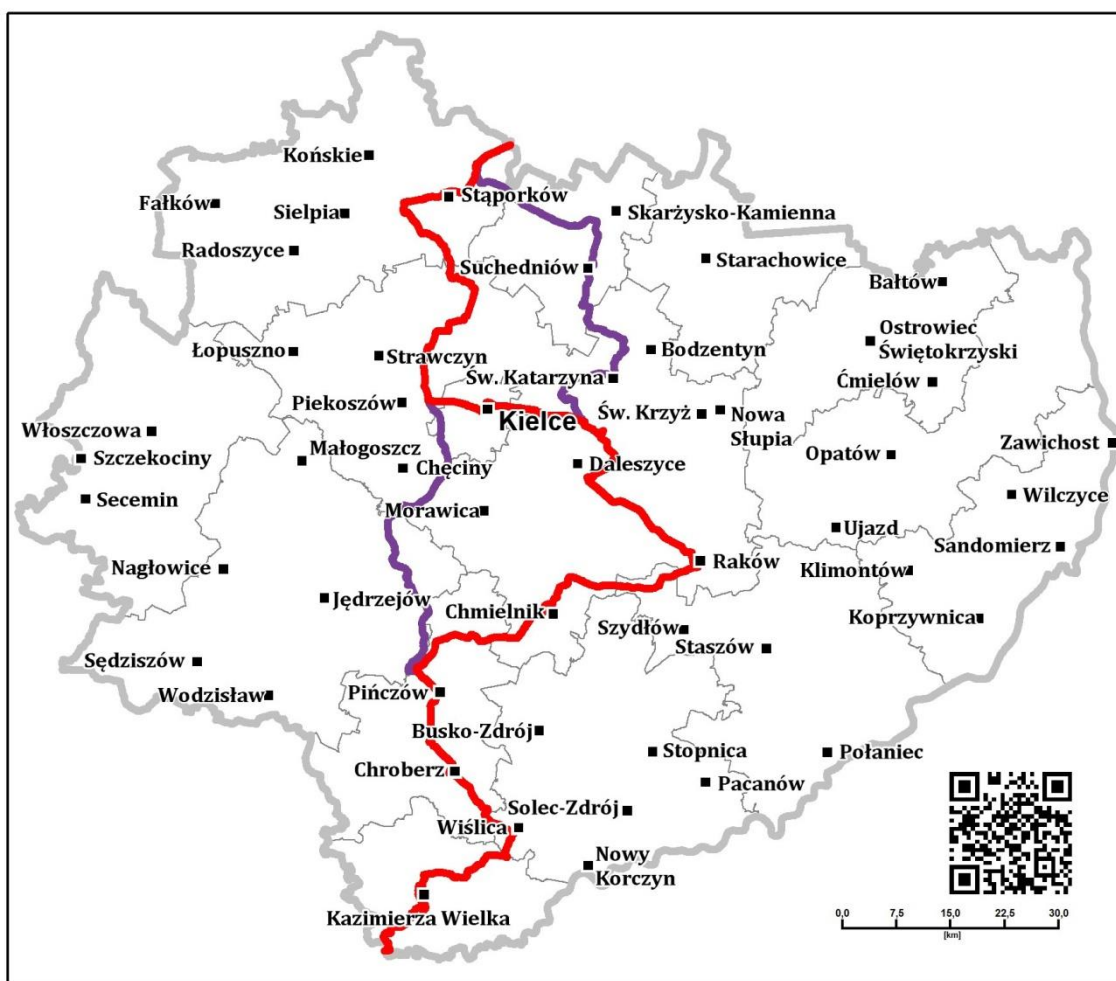 Końskie
Stąporków
Fałków
Sielpia
Skarżysko-Kamienna
Radoszyce
Starachowice
Suchedniów
Bałtów
Ostrowiec
Świętokrzyski
Łopuszno
Strawczyn
Bodzentyn
Św. Katarzyna
Ćmielów
Piekoszów
Kielce
Św. Krzyż
Nowa
Słupia
Włoszczowa
Małogoszcz
Zawichost
Szczekociny
Chęciny
Daleszyce
Opatów
Secemin
Morawica
Wilczyce
Ujazd
Sandomierz
Nagłowice
Raków
Klimontów
Jędrzejów
Chmielnik
Szydłów
Koprzywnica
Staszów
Sędziszów
Wodzisław
Pińczów
Busko-Zdrój
Stopnica
Połaniec
Chroberz
Pacanów
Solec-Zdrój
Wiślica
Nowy
Korczyn
Kazimierza Wielka
0,0 7,5 15,0 22,5 30,0
[km]